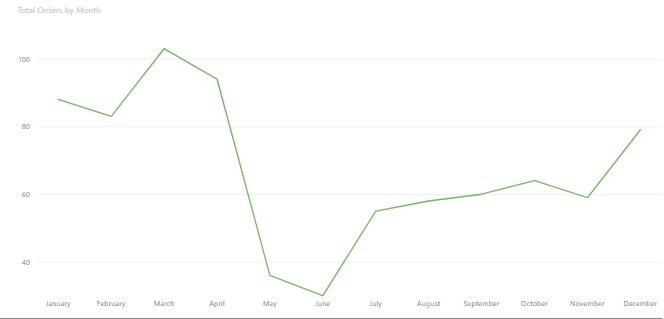 Total Orders by Month
100
80
60
40
January February March April May June July August September October November December